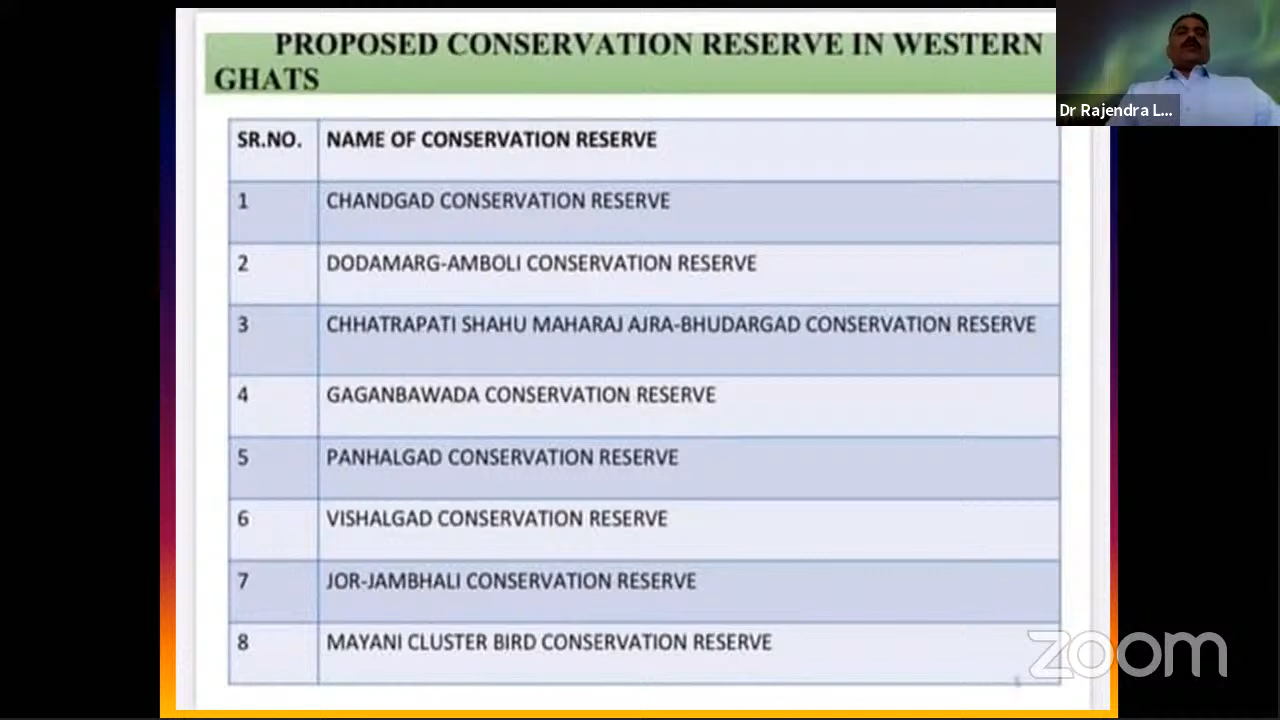 PROPOSED CONSERVATION RESERVE IN WESTERN
GHATS
Dr Rajendra L...
SR.NO. NAME OF CONSERVATION RESERVE
1 CHANDGAD CONSERVATION RESERVE
2 DODAMARG-AMBOLI CONSERVATION RESERVE
3 CHHATRAPATI SHAHU MAHARAJ AJRA-BHUDARGAD CONSERVATION RESERVE
4 GAGANBAWADA CONSERVATION RESERVE
5 PANHALGAD CONSERVATION RESERVE
6 VISHALGAD CONSERVATION RESERVE
7 JOR-JAMBHALI CONSERVATION RESERVE
8 MAYANI CLUSTER BIRD CONSERVATION RESERVE
zoom